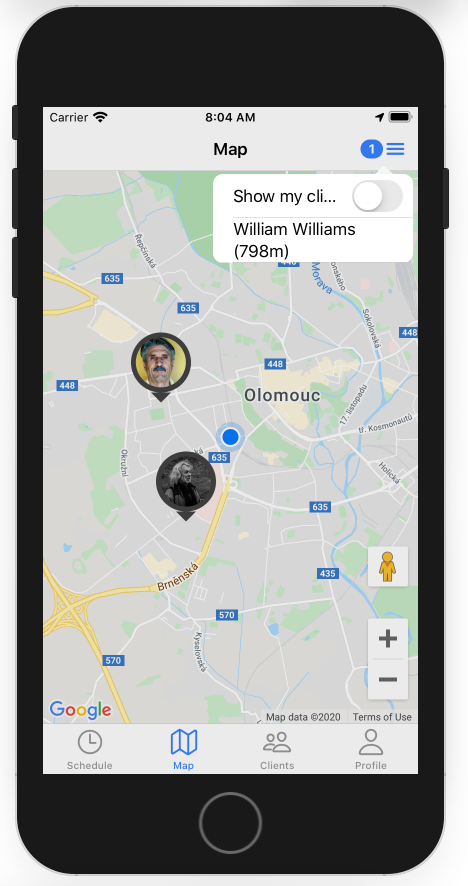 Carrier
8:04 AM
Map
1
Show my cli...
William Williams
(798m)
Řepčínská
Morava
635
635
Sokolovská
448
448
448
Olomouc
17. listopadu
tř. Kosmonautů
635
Okružní
Holická
635
Brněnská
435
570
Kyselovská
570
Google
Map data ©2020
Terms of Use
Schedule
Map
Clients
Profile